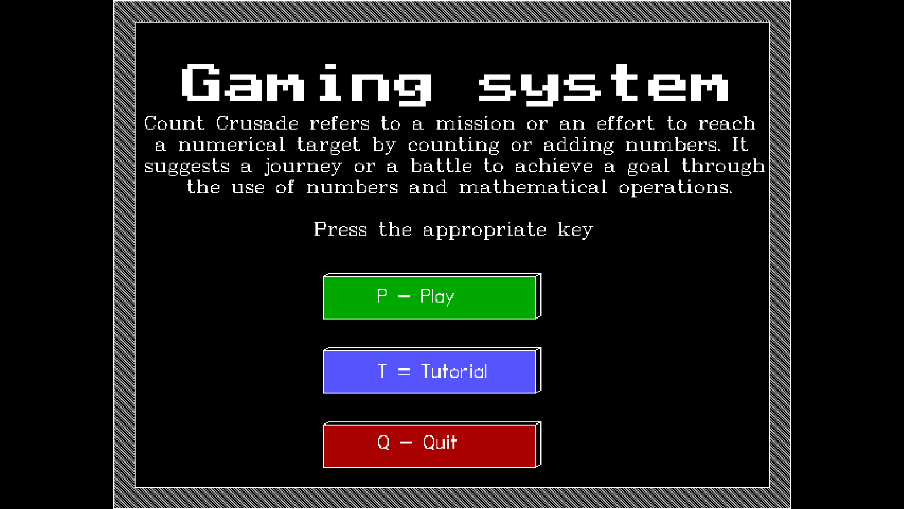 Gaming system
Count Crusade refers to a mission or an effort to reach
a numerical target by counting or adding numbers. It
suggests a journey or a battle to achieve a goal through
the use of numbers and mathematical operations.
Press the appropriate key
P - Play
T = Tutorial
Q - Quit